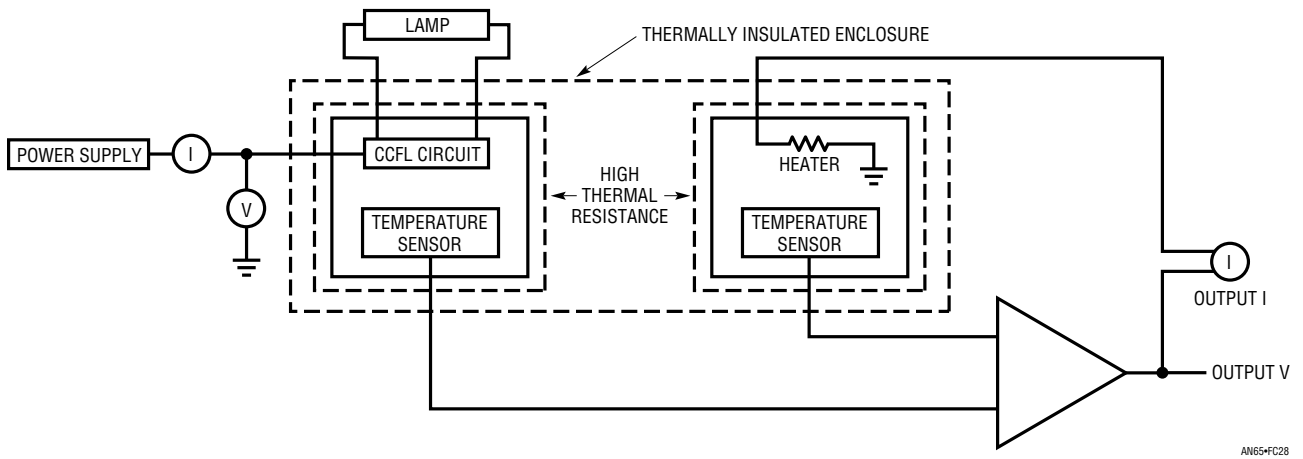 LAMP
THERMALLY INSULATED ENCLOSURE
POWER SUPPLY
I
CCFL CIRCUIT
HEATER
HIGH
THERMAL
RESISTANCE
V
TEMPERATURE
SENSOR
TEMPERATURE
SENSOR
I
OUTPUT I
OUTPUT V
AN65•FC28